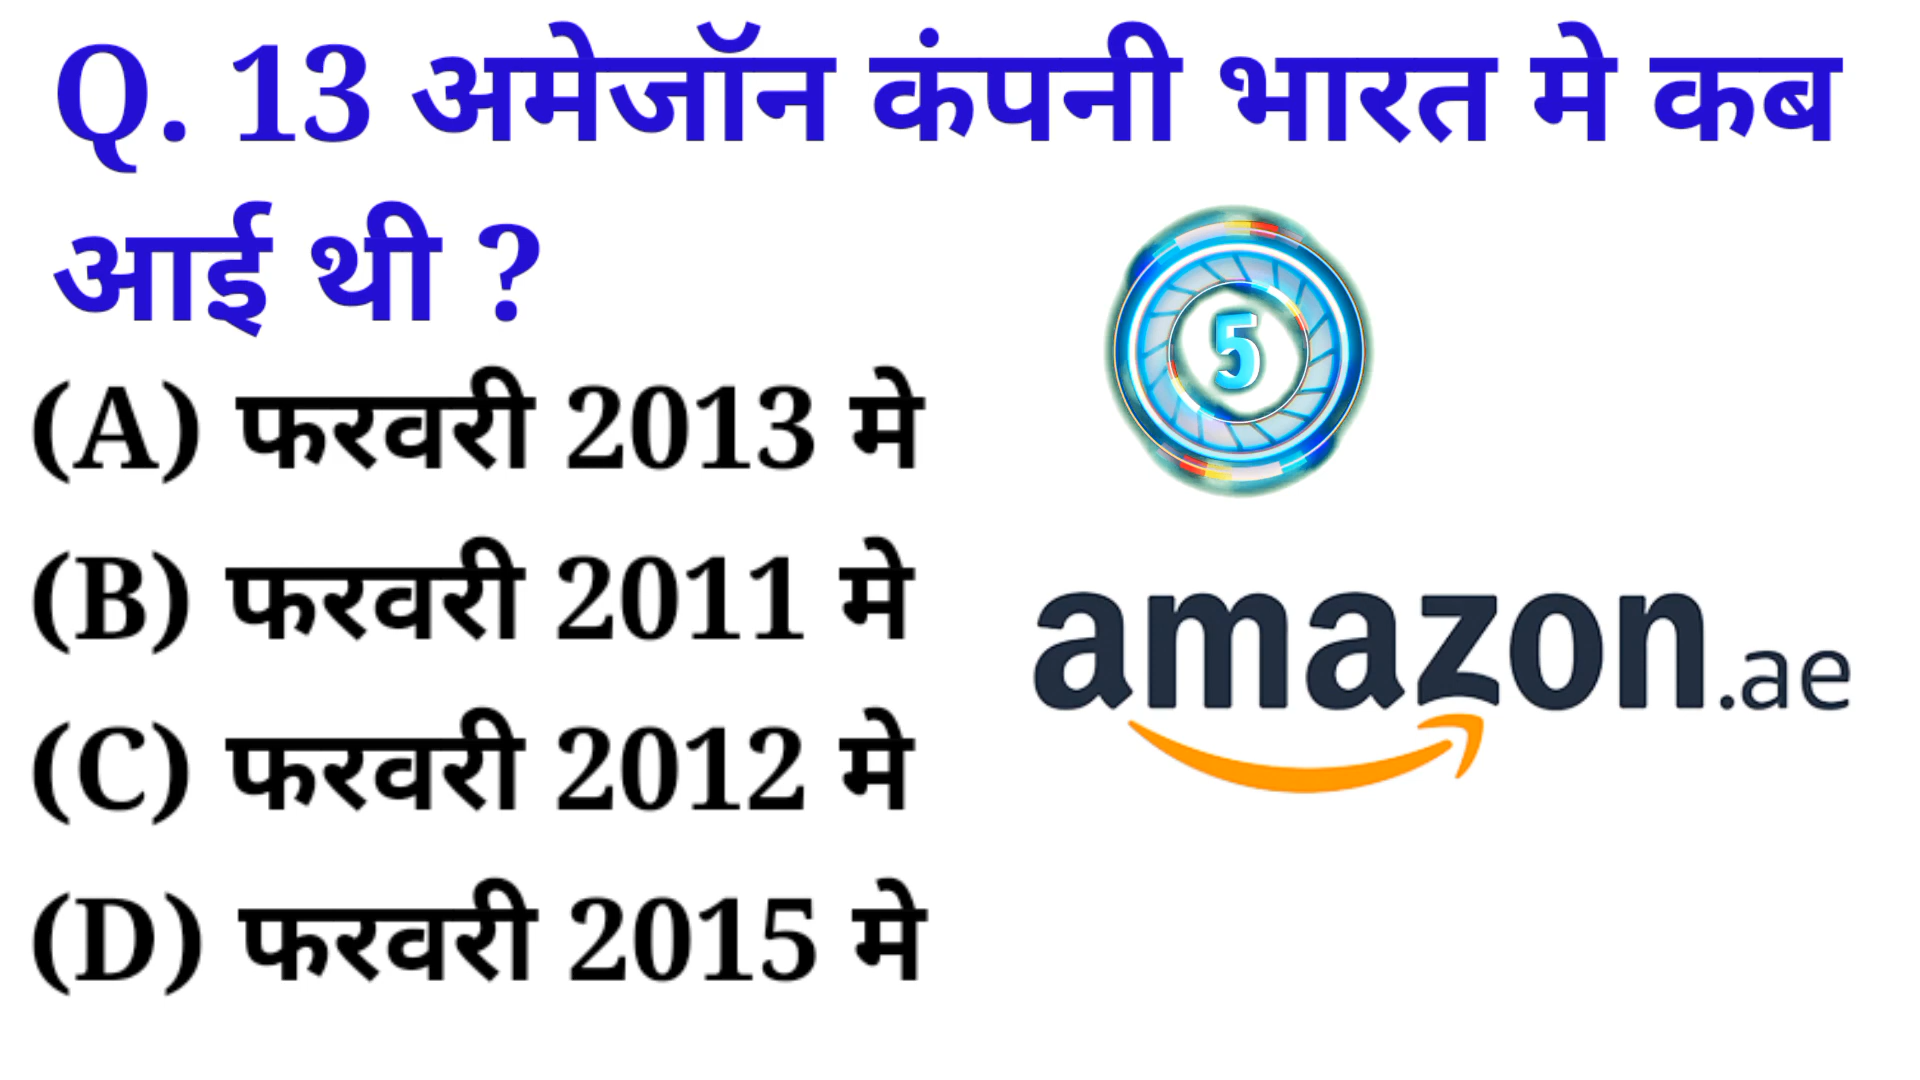 Q. 13 अमेजॉन कंपनी भारत मे कब
आई थी ?
5
(A) फरवरी 2013 मे
(B) फरवरी 2011 मे
(C) फरवरी 2012 मे
(D) फरवरी 2015 मे
amazon.ae